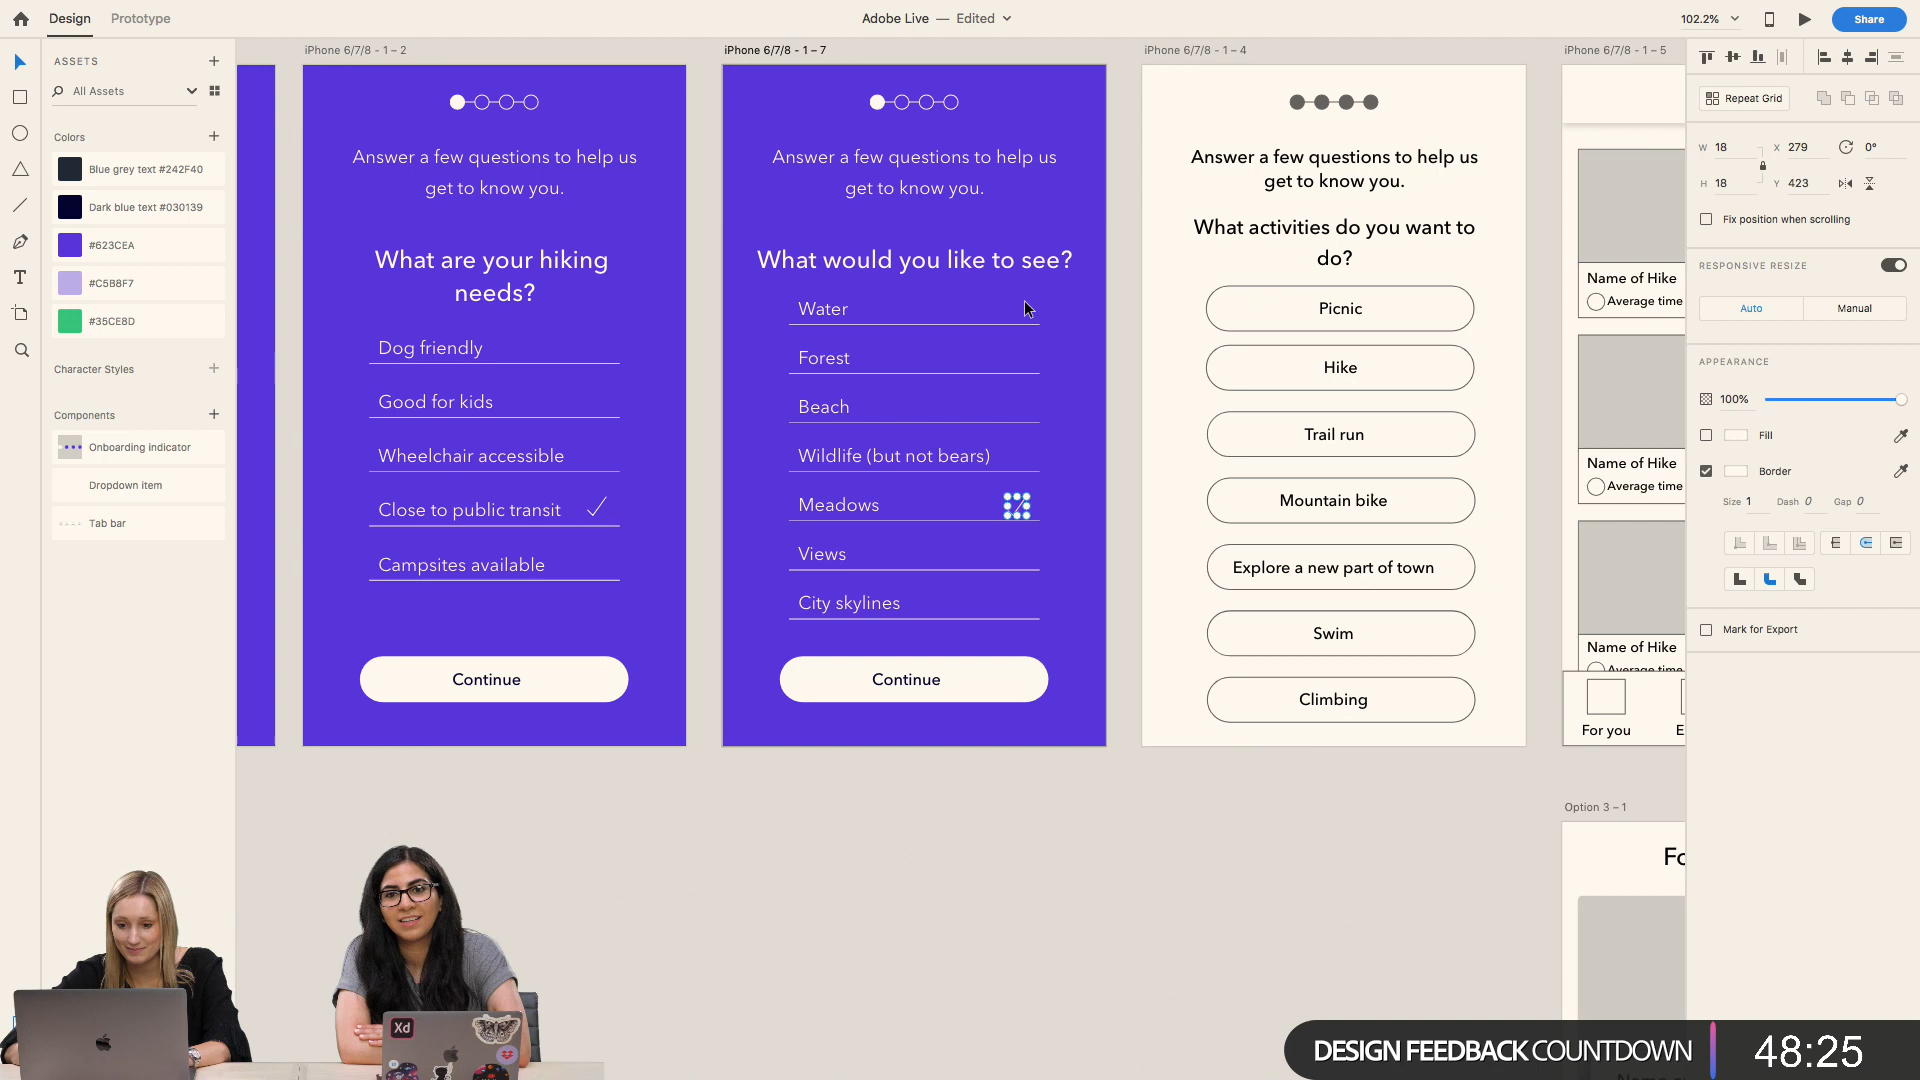 Design
Prototype
Adobe Live — Edited
102.2%
Share
ASSETS
All Assets
Colors
Blue grey text #242F40
Dark blue text #030139
#623CEA
#C5B8F7
#35CE8D
Character Styles
Components
Onboarding indicator
Dropdown item
Tab bar
iPhone 6/7/8 - 1 – 2
Answer a few questions to help us
get to know you.
What are your hiking
needs?
Dog friendly
Good for kids
Wheelchair accessible
Close to public transit
Campsites available
Continue
iPhone 6/7/8 - 1 – 7
Answer a few questions to help us
get to know you.
What would you like to see?
Water
Forest
Beach
Wildlife (but not bears)
Meadows
Views
City skylines
Continue
iPhone 6/7/8 - 1 – 4
Answer a few questions to help us
get to know you.
What activities do you want to
do?
Picnic
Hike
Trail run
Mountain bike
Explore a new part of town
Swim
Climbing
iPhone 6/7/8 - 1 – 5
Name of Hike
Average time
Name of Hike
Average time
Name of Hike
Average time
For you
E
Option 3 – 1
Fo
Repeat Grid
W 18 X 279 0°
H 18 Y 423
Fix position when scrolling
RESPONSIVE RESIZE
Auto
Manual
APPEARANCE
100%
Fill
Border
Size 1 Dash 0 Gap 0
Mark for Export
Xd
DESIGN FEEDBACK COUNTDOWN
48:25